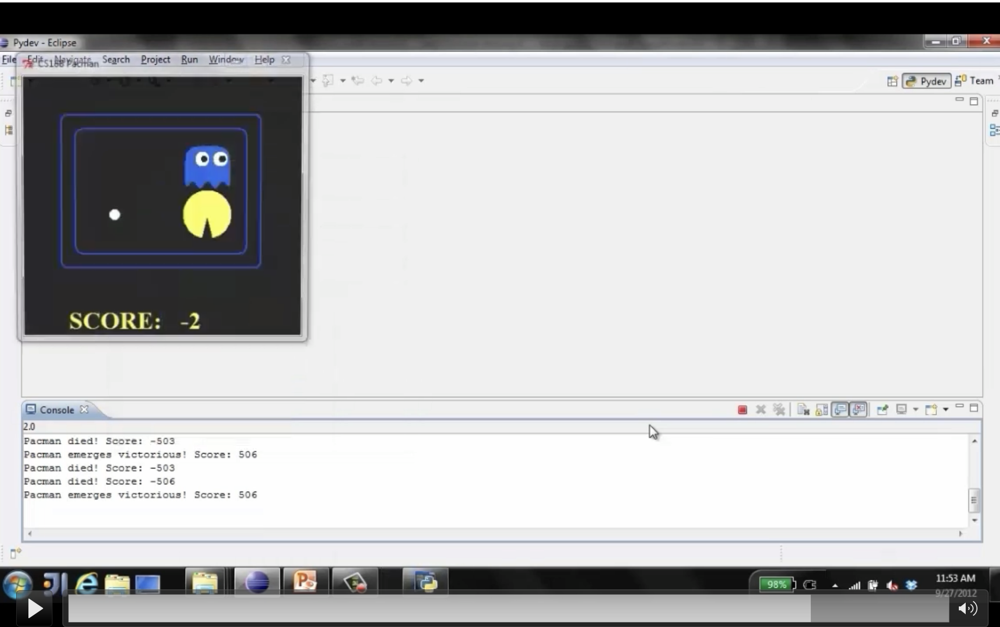 Pydev - Eclipse
File Edit Navigate Search Project Run Window Help
CS188 Pacman
Pydev Team
SCORE: -2
Console
2.0
Pacman died! Score: -503
Pacman emerges victorious! Score: 506
Pacman died! Score: -503
Pacman died! Score: -506
Pacman emerges victorious! Score: 506
98%
11:53 AM
9/27/2012